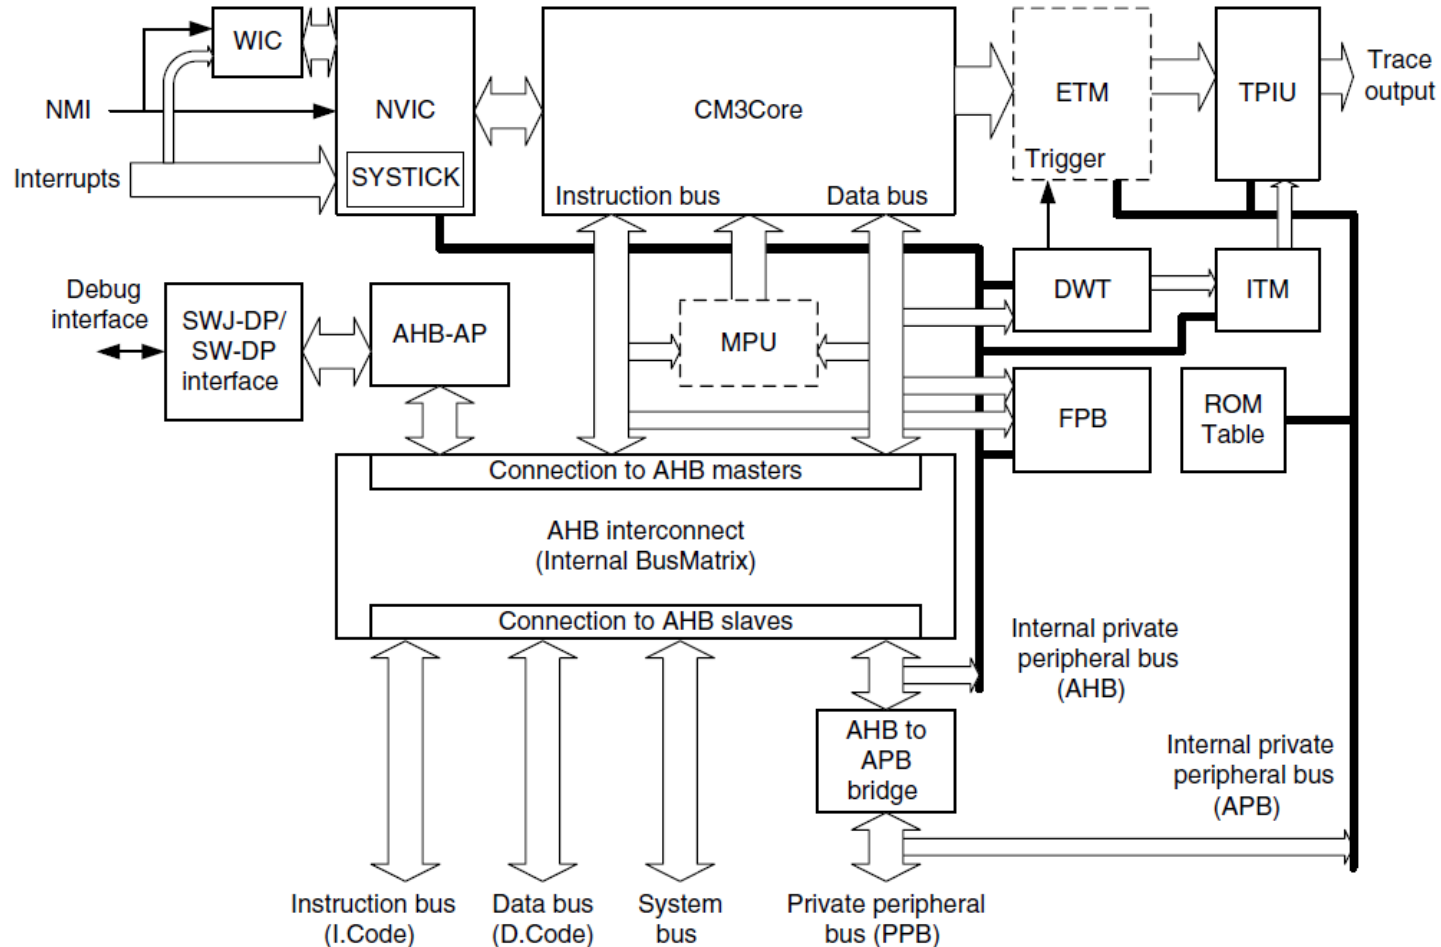 WIC
NMI
NVIC
CM3Core
ETM
TPIU
Trace
output
Trigger
Interrupts
SYSTICK
Instruction bus
Data bus
Debug
interface
SWJ-DP/
SW-DP
interface
AHB-AP
MPU
DWT
ITM
FPB
ROM
Table
Connection to AHB masters
AHB interconnect
(Internal BusMatrix)
Connection to AHB slaves
Internal private
peripheral bus
(AHB)
AHB to
APB
bridge
Internal private
peripheral bus
(APB)
Instruction bus
(I.Code)
Data bus
(D.Code)
System
bus
Private peripheral
bus (PPB)